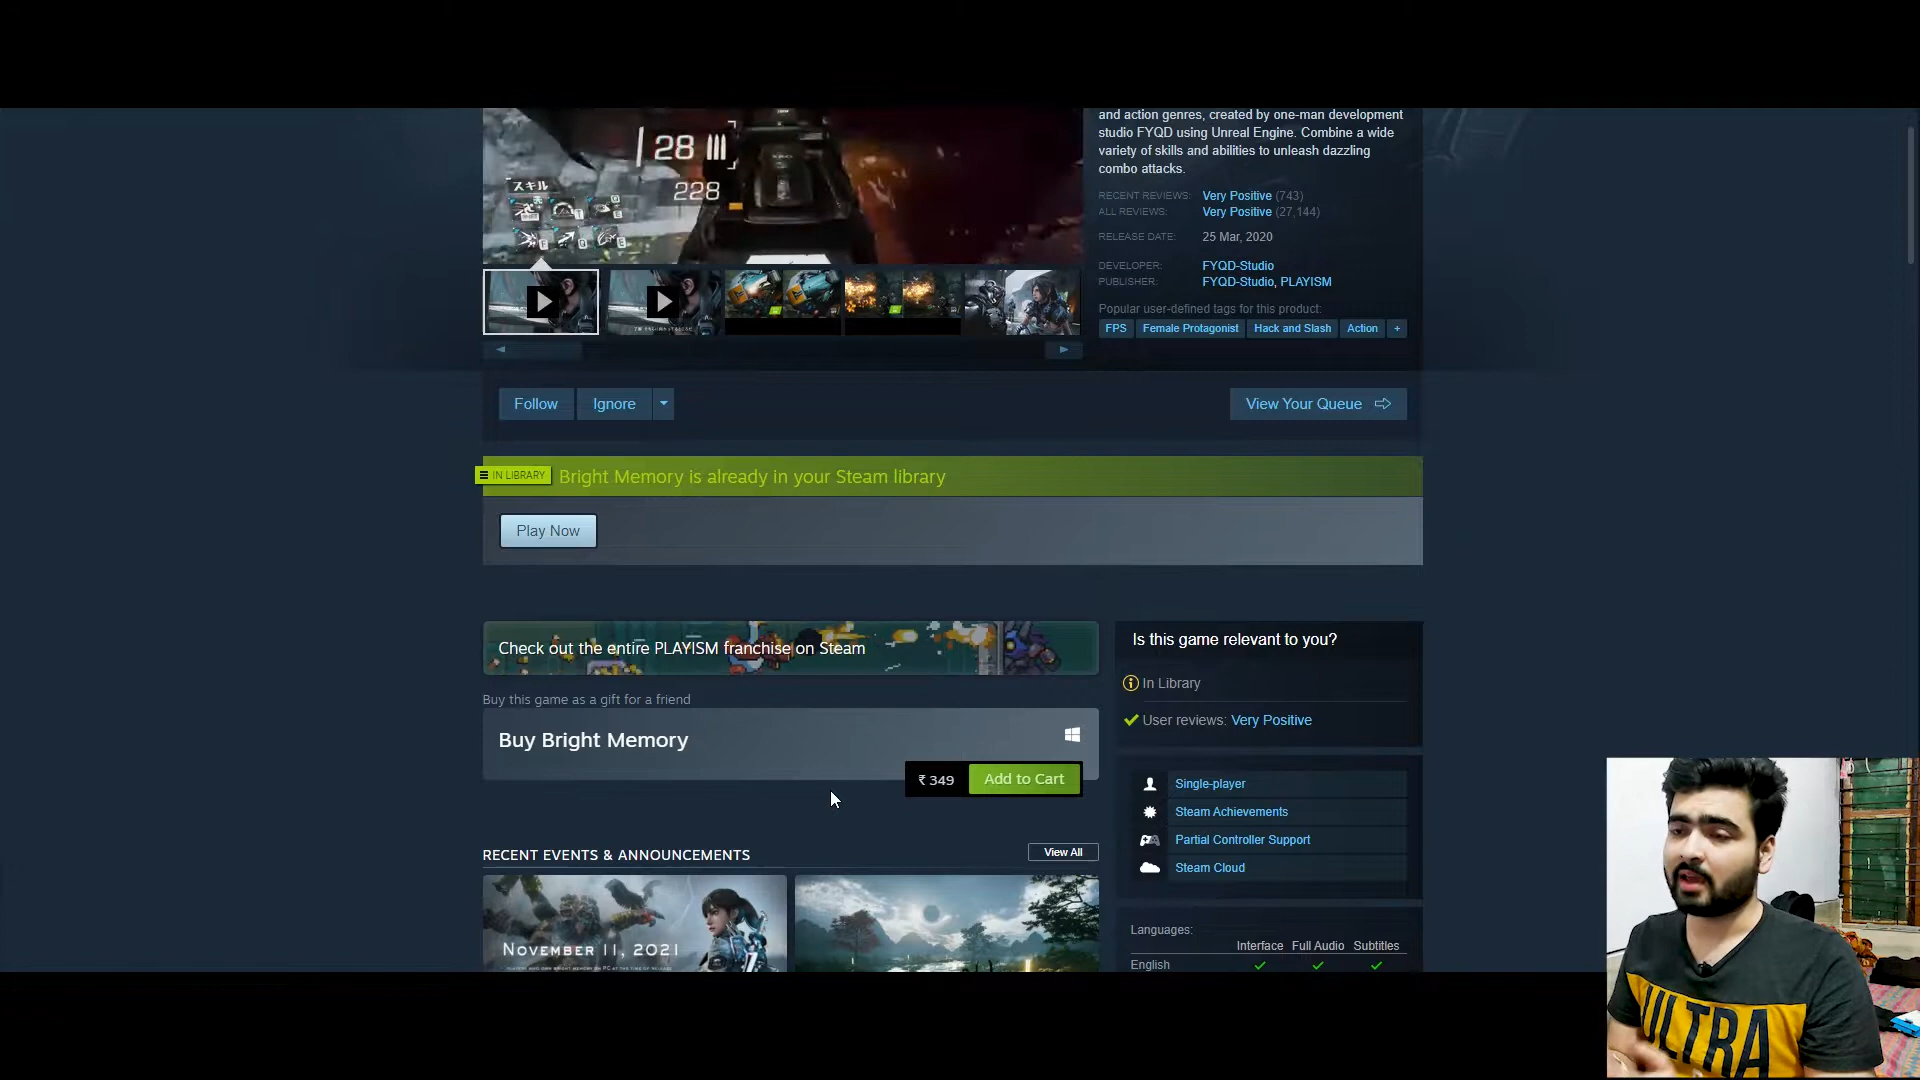 and action genres, created by one-man development
studio FYQD using Unreal Engine. Combine a wide
variety of skills and abilities to unleash dazzling
combo attacks.
28
228
スキル
RECENT REVIEWS: Very Positive (743)
ALL REVIEWS: Very Positive (27,144)
RELEASE DATE: 25 Mar, 2020
DEVELOPER: FYQD-Studio
PUBLISHER: FYQD-Studio, PLAYISM
Popular user-defined tags for this product:
FPS Female Protagonist Hack and Slash Action +
Follow Ignore View Your Queue
IN LIBRARY Bright Memory is already in your Steam library
Play Now
Check out the entire PLAYISM franchise on Steam
Buy this game as a gift for a friend
Buy Bright Memory
₹ 349 Add to Cart
RECENT EVENTS & ANNOUNCEMENTS View All
NOVEMBER 11, 2021
Is this game relevant to you?
In Library
User reviews: Very Positive
Single-player
Steam Achievements
Partial Controller Support
Steam Cloud
Languages:
Interface Full Audio Subtitles
English
ULTRA